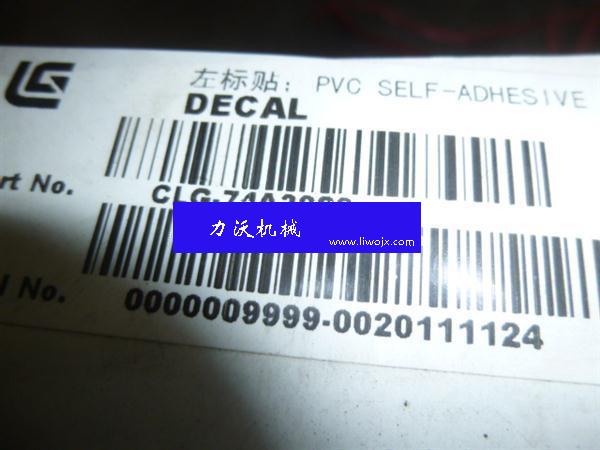 左标贴: PVC SELF-ADHESIVE
DECAL
rt No.
力沃机械
www.liwojx.com
l No.
0000009999-0020111124